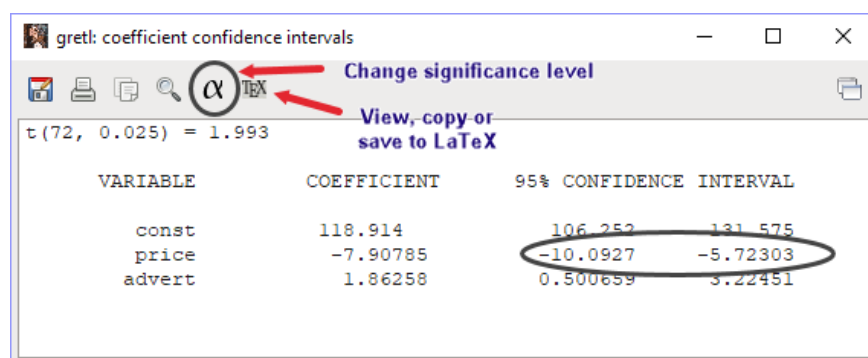 gretl: coefficient confidence intervals
α TEX Change significance level
View, copy or
save to LaTeX
t(72, 0.025) = 1.993
VARIABLE COEFFICIENT 95% CONFIDENCE INTERVAL
const 118.914 106.252 131.575
price -7.90785 -10.0927 -5.72303
advert 1.86258 0.500659 3.22451